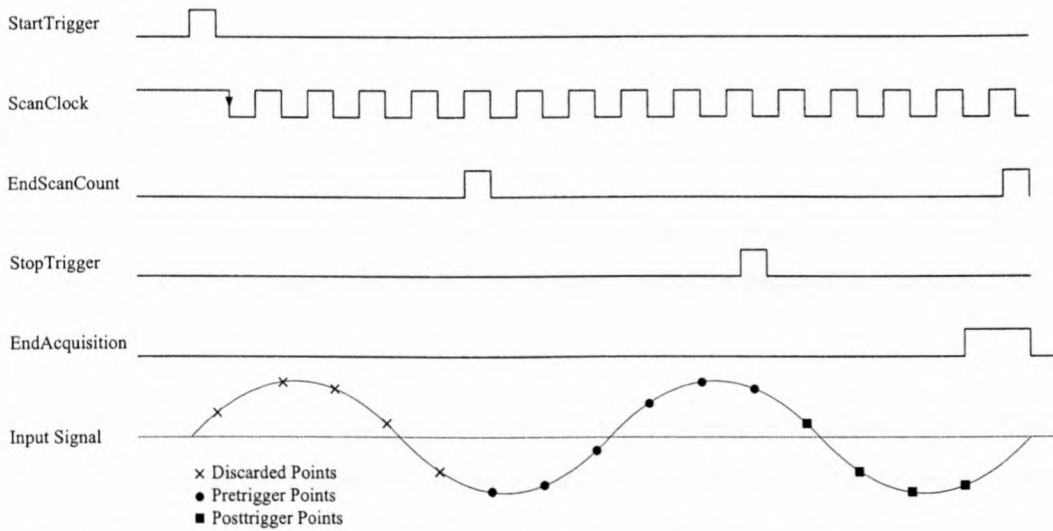 StartTrigger
ScanClock
EndScanCount
StopTrigger
EndAcquisition
Input Signal
× Discarded Points
● Pretrigger Points
■ Posttrigger Points